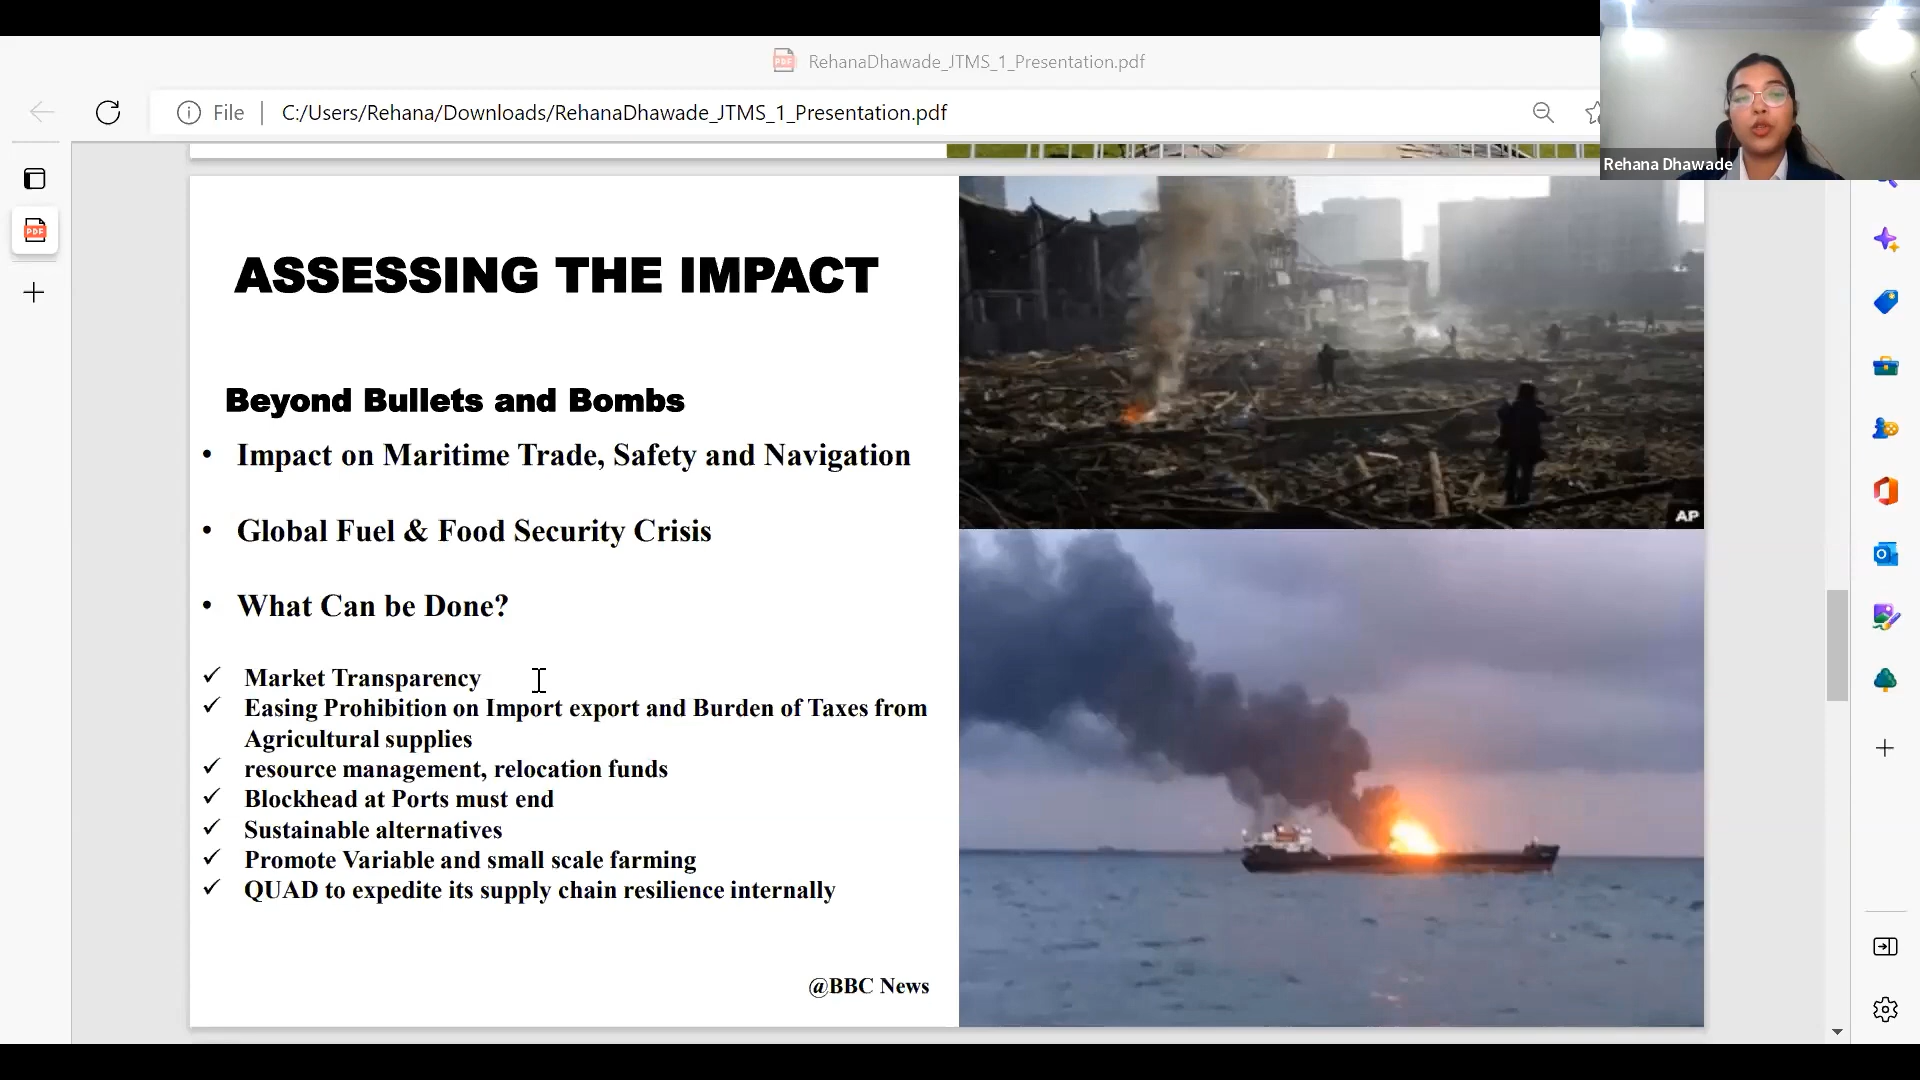 RehanaDhawade_JTMS_1_Presentation.pdf
File
C:/Users/Rehana/Downloads/RehanaDhawade_JTMS_1_Presentation.pdf
Rehana Dhawade
PDF
ASSESSING THE IMPACT
Beyond Bullets and Bombs
• Impact on Maritime Trade, Safety and Navigation
• Global Fuel & Food Security Crisis
• What Can be Done?
✓ Market Transparency
✓ Easing Prohibition on Import export and Burden of Taxes from
Agricultural supplies
✓ resource management, relocation funds
✓ Blockhead at Ports must end
✓ Sustainable alternatives
✓ Promote Variable and small scale farming
✓ QUAD to expedite its supply chain resilience internally
@BBC News
AP